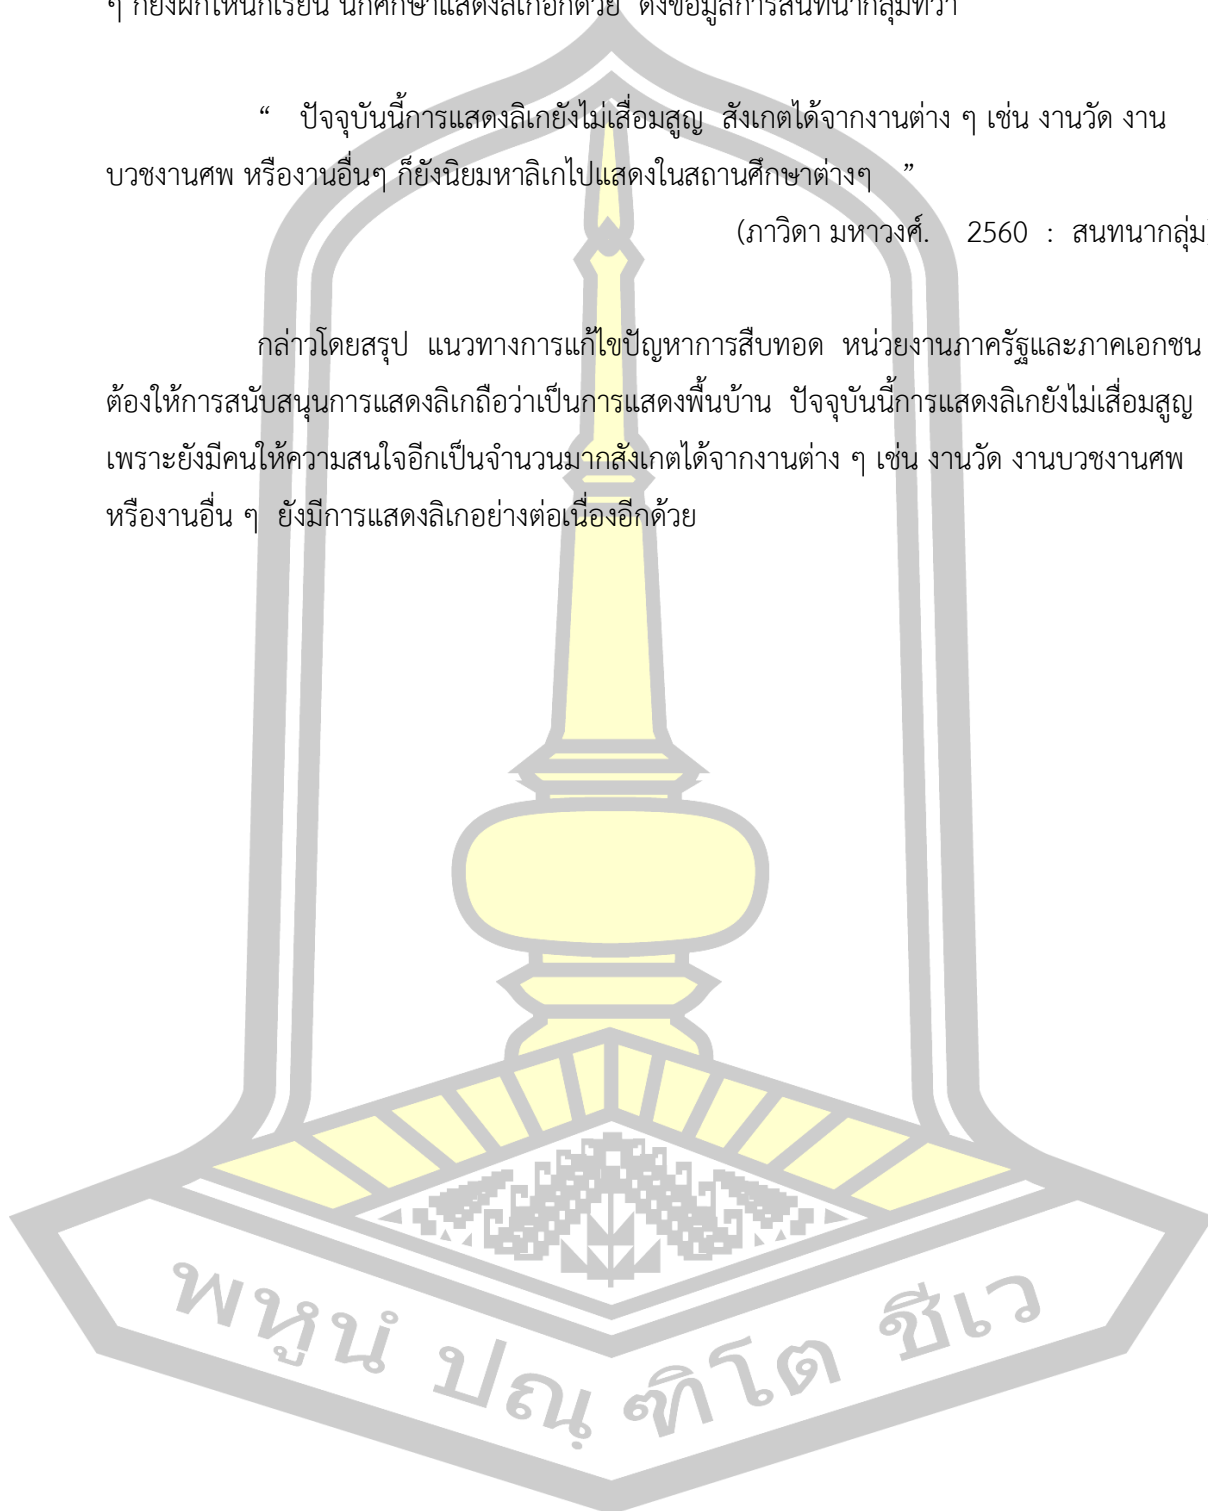 ๆ ก็ยังฝึกให้นักเรียน นักศึกษาแสดงลิเกอีกด้วย ดังข้อมูลการสนทนากลุ่มที่ว่า
“ ปัจจุบันนี้การแสดงลิเกยังไม่เสื่อมสูญ สังเกตได้จากงานต่าง ๆ เช่น งานวัด งาน
บวชงานศพ หรืองานอื่นๆ ก็ยังนิยมหาลิเกไปแสดงในสถานศึกษาต่างๆ ”
(ภาวิดา มหาวงศ์. 2560 : สนทนากลุ่ม)
กล่าวโดยสรุป แนวทางการแก้ไขปัญหาการสืบทอด หน่วยงานภาครัฐและภาคเอกชน
ต้องให้การสนับสนุนการแสดงลิเกถือว่าเป็นการแสดงพื้นบ้าน ปัจจุบันนี้การแสดงลิเกยังไม่เสื่อมสูญ
เพราะยังมีคนให้ความสนใจอีกเป็นจำนวนมากสังเกตได้จากงานต่าง ๆ เช่น งานวัด งานบวชงานศพ
หรืองานอื่น ๆ ยังมีการแสดงลิเกอย่างต่อเนื่องอีกด้วย
พหูนํ ปณฺ ฑิโต ชีเว